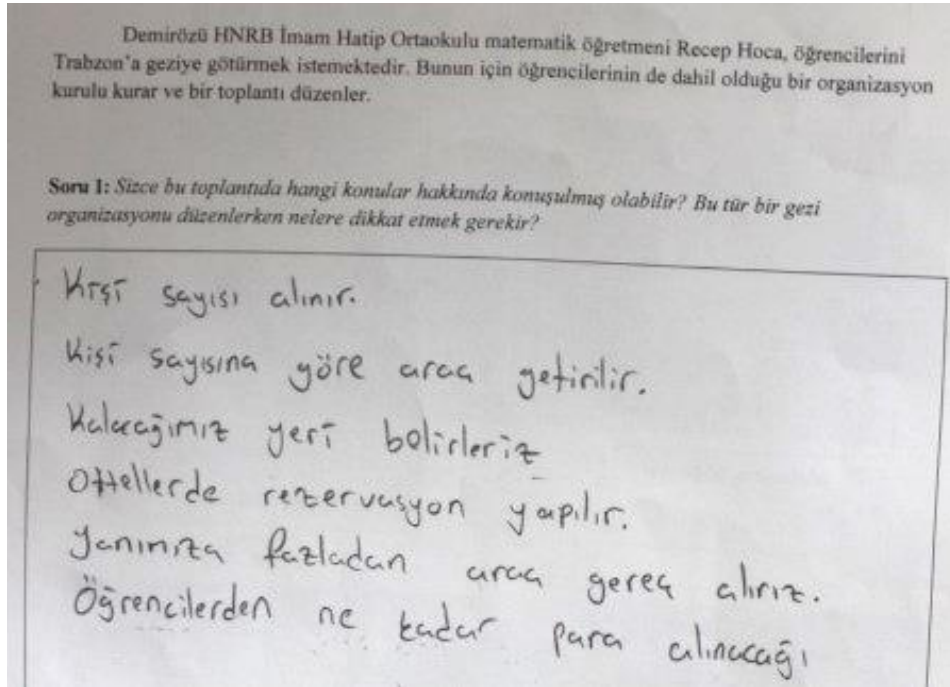 Demirözü HNRB İmam Hatip Ortaokulu matematik öğretmeni Recep Hoca, öğrencilerini
Trabzon'a geziye götürmek istemektedir. Bunun için öğrencilerinin de dahil olduğu bir organizasyon
kurulu kurar ve bir toplantı düzenler.
Soru 1: Sizce bu toplantıda hangi konular hakkında konuşulmuş olabilir? Bu tür bir gezi
organizasyonu düzenlerken nelere dikkat etmek gerekir?
Kişi sayısı alınır.
Kişi sayısına göre araç getirilir.
Kalacağımız yeri belirleriz
Ottellerde rezervasyon yapılır.
Yanımıza fazladan araç gereç alırız.
Öğrencilerden ne kadar para alınacağı